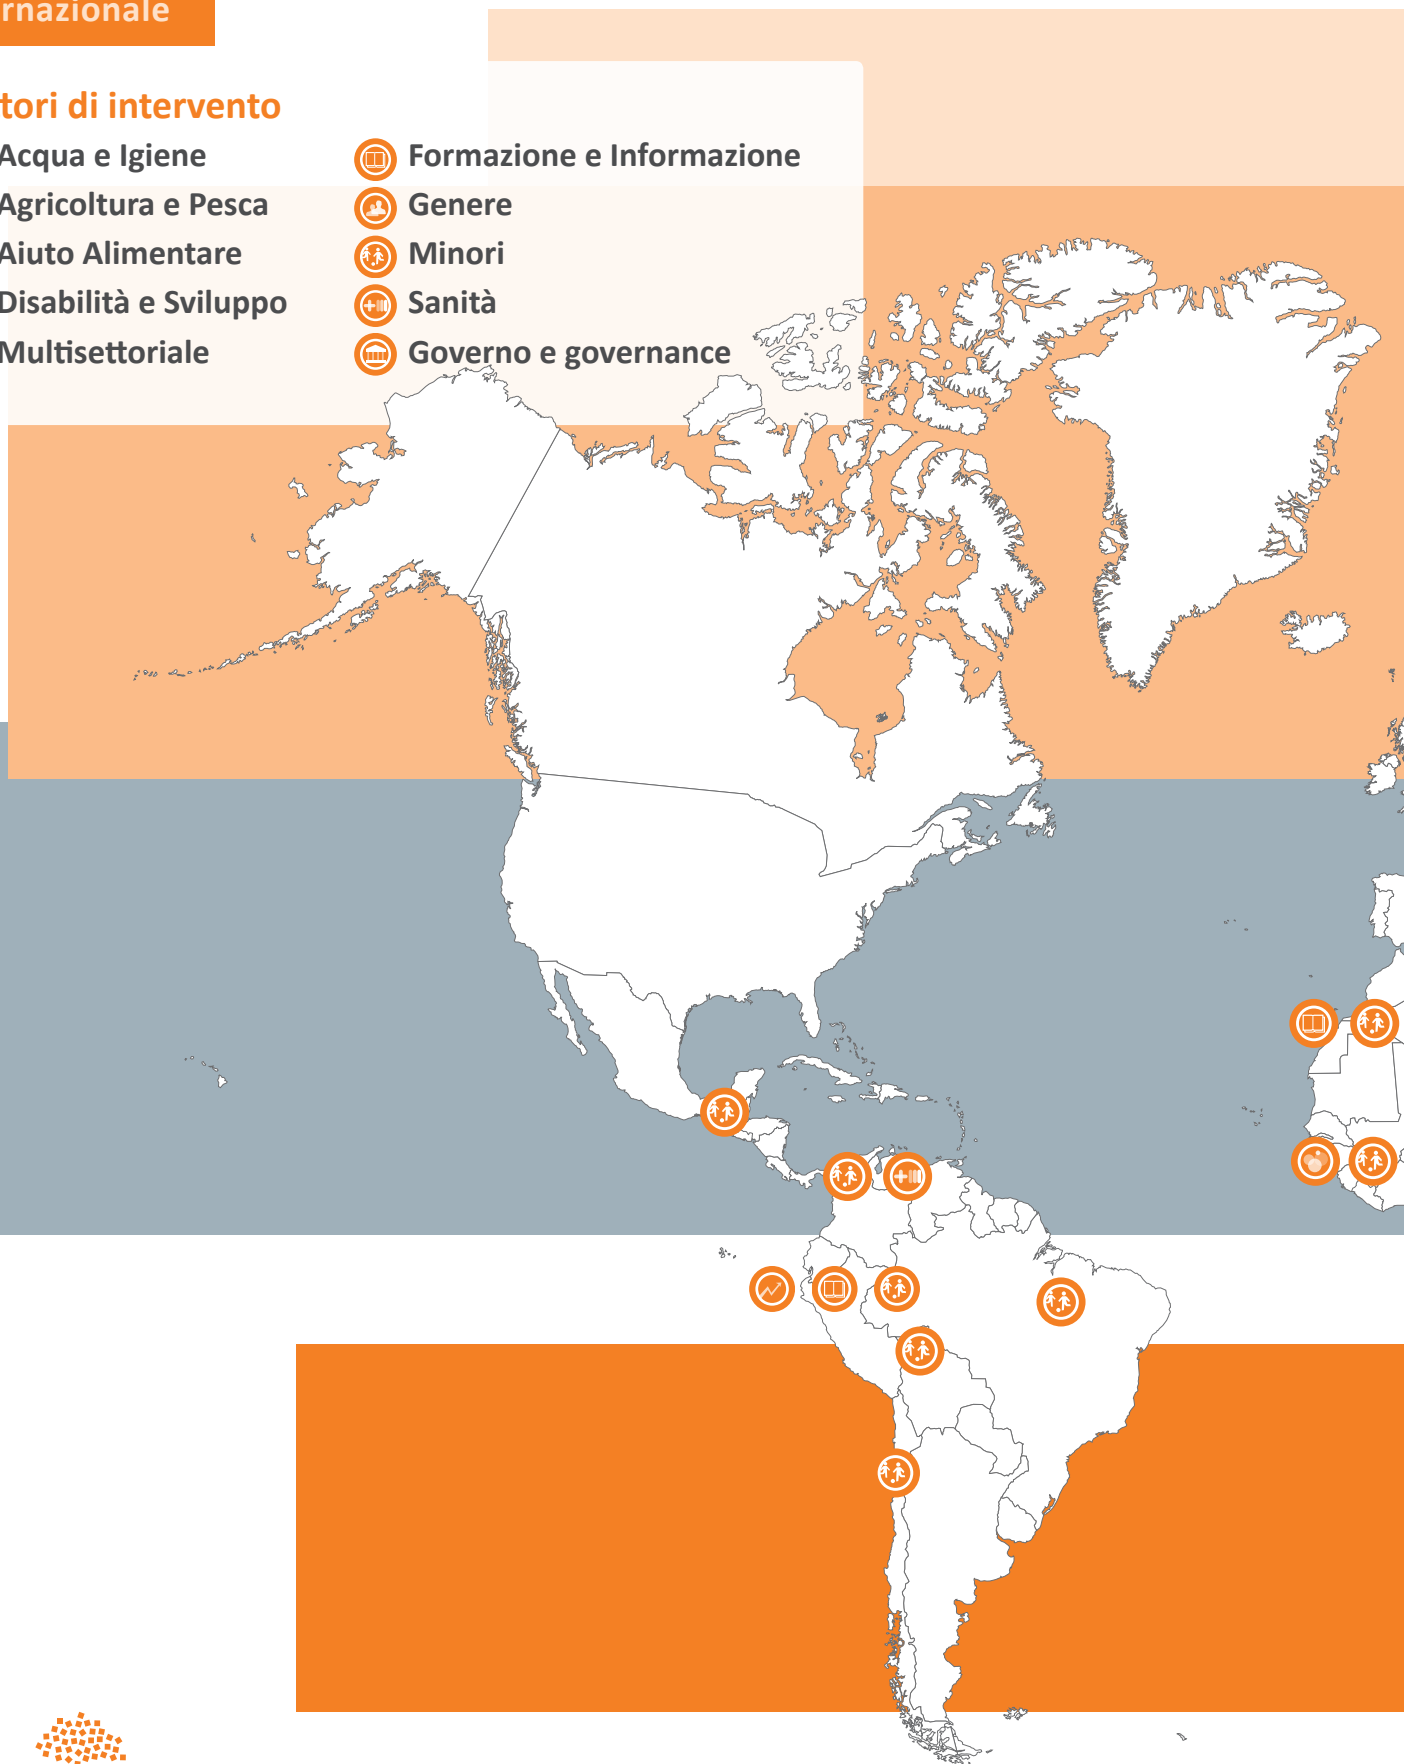 rnazionale
tori di intervento
Acqua e Igiene
Agricoltura e Pesca
Aiuto Alimentare
Disabilità e Sviluppo
Multisettoriale
Formazione e Informazione
Genere
Minori
Sanità
Governo e governance